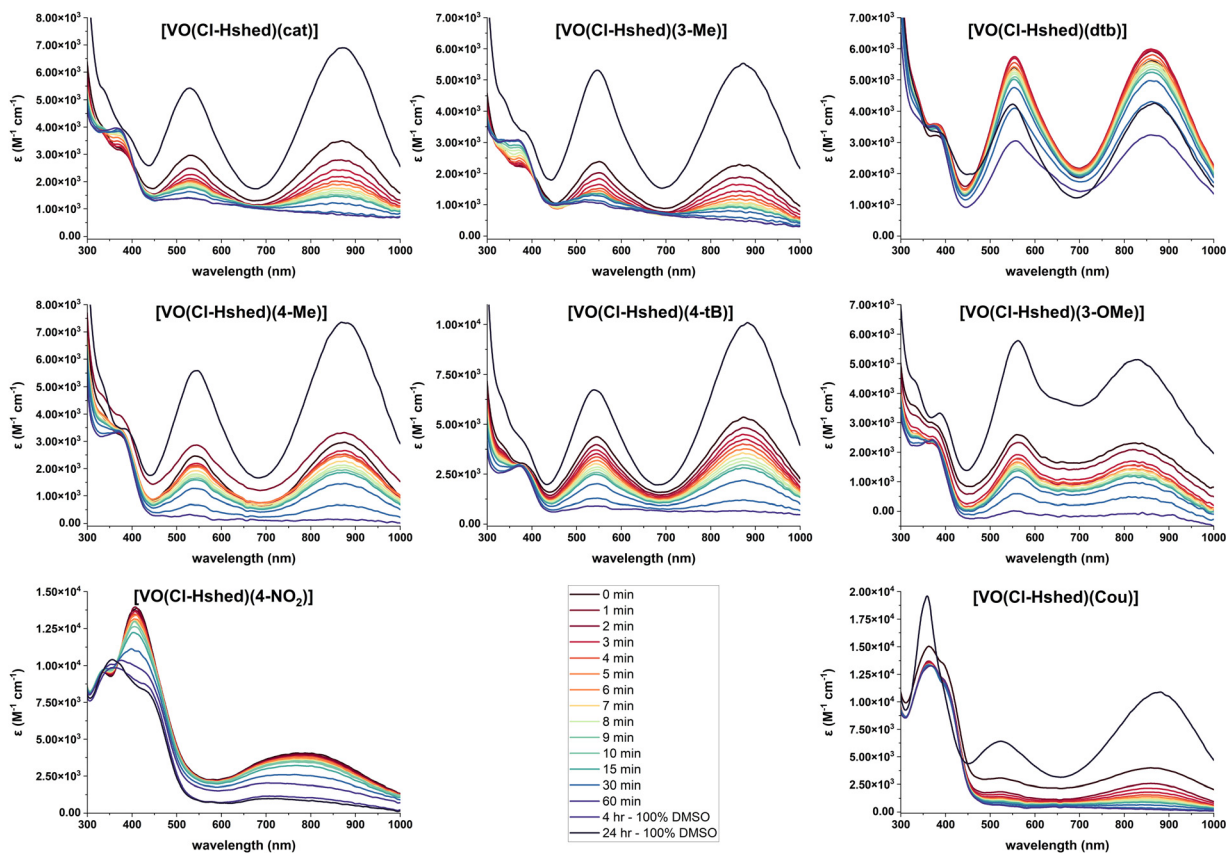 [VO(Cl-Hshed)(cat)]
8.00×10³
7.00×10³
6.00×10³
5.00×10³
4.00×10³
3.00×10³
2.00×10³
1.00×10³
0.00
ε (M⁻¹ cm⁻¹)
300 400 500 600 700 800 900 1000
wavelength (nm)
[VO(Cl-Hshed)(3-Me)]
7.00×10³
6.00×10³
5.00×10³
4.00×10³
3.00×10³
2.00×10³
1.00×10³
0.00
ε (M⁻¹ cm⁻¹)
300 400 500 600 700 800 900 1000
wavelength (nm)
[VO(Cl-Hshed)(dtb)]
7.00×10³
6.00×10³
5.00×10³
4.00×10³
3.00×10³
2.00×10³
1.00×10³
0.00
ε (M⁻¹ cm⁻¹)
300 400 500 600 700 800 900 1000
wavelength (nm)
[VO(Cl-Hshed)(4-Me)]
8.00×10³
7.00×10³
6.00×10³
5.00×10³
4.00×10³
3.00×10³
2.00×10³
1.00×10³
0.00
ε (M⁻¹ cm⁻¹)
300 400 500 600 700 800 900 1000
wavelength (nm)
[VO(Cl-Hshed)(4-tB)]
1.00×10⁴
7.50×10³
5.00×10³
2.50×10³
0.00
ε (M⁻¹ cm⁻¹)
300 400 500 600 700 800 900 1000
wavelength (nm)
[VO(Cl-Hshed)(3-OMe)]
7.00×10³
6.00×10³
5.00×10³
4.00×10³
3.00×10³
2.00×10³
1.00×10³
0.00
ε (M⁻¹ cm⁻¹)
300 400 500 600 700 800 900 1000
wavelength (nm)
[VO(Cl-Hshed)(4-NO₂)]
1.50×10⁴
1.25×10⁴
1.00×10⁴
7.50×10³
5.00×10³
2.50×10³
0.00
ε (M⁻¹ cm⁻¹)
300 400 500 600 700 800 900 1000
wavelength (nm)
0 min
1 min
2 min
3 min
4 min
5 min
6 min
7 min
8 min
9 min
10 min
15 min
30 min
60 min
4 hr - 100% DMSO
24 hr - 100% DMSO
[VO(Cl-Hshed)(Cou)]
2.00×10⁴
1.75×10⁴
1.50×10⁴
1.25×10⁴
1.00×10⁴
7.50×10³
5.00×10³
2.50×10³
0.00
ε (M⁻¹ cm⁻¹)
300 400 500 600 700 800 900 1000
wavelength (nm)